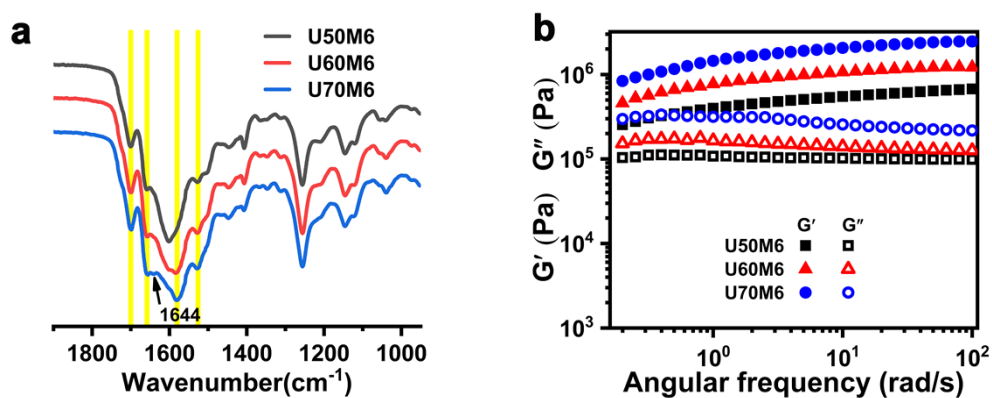 a
U50M6
U60M6
U70M6
1644
1800 1600 1400 1200 1000
Wavenumber(cm⁻¹)
b
G′ (Pa) G″ (Pa)
10⁶
10⁵
10⁴
10³
G′ G″
U50M6
U60M6
U70M6
10⁰ 10¹ 10²
Angular frequency (rad/s)